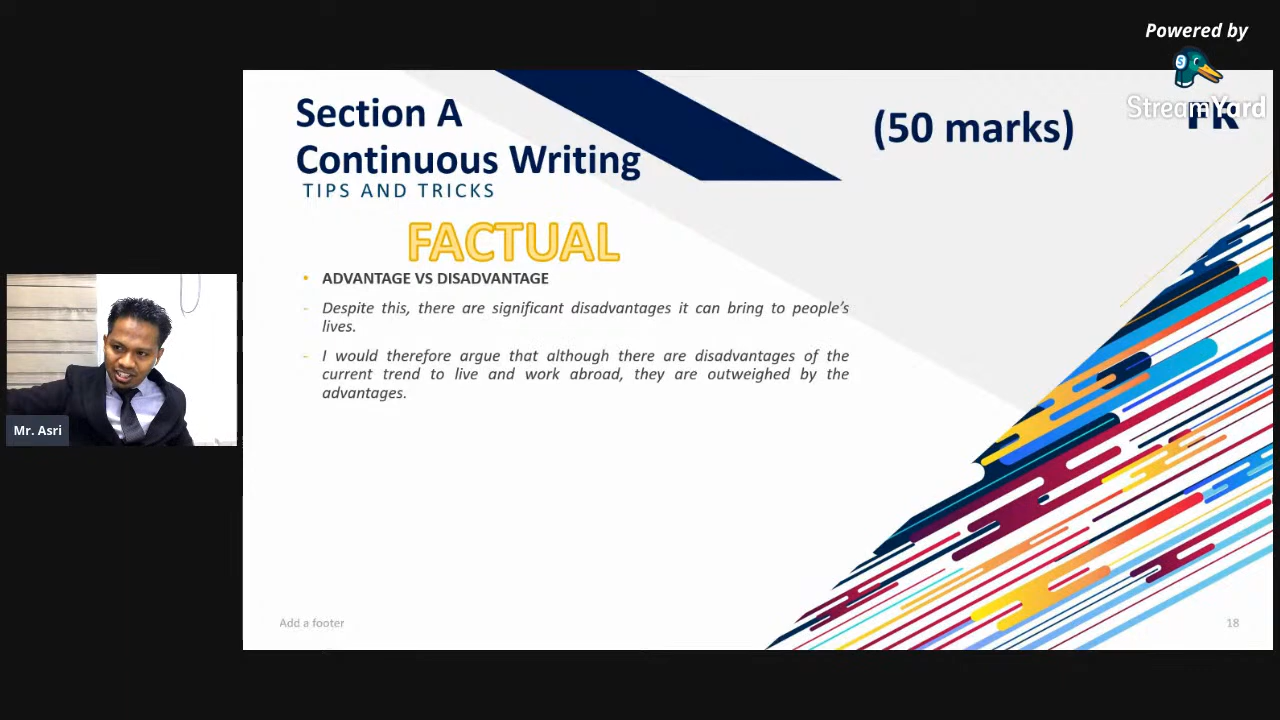 Powered by
StreamYard
Section A
Continuous Writing
(50 marks)
TIPS AND TRICKS
FACTUAL
• ADVANTAGE VS DISADVANTAGE
- Despite this, there are significant disadvantages it can bring to people's
lives.
- I would therefore argue that although there are disadvantages of the
current trend to live and work abroad, they are outweighed by the
advantages.
Mr. Asri
Add a footer
18